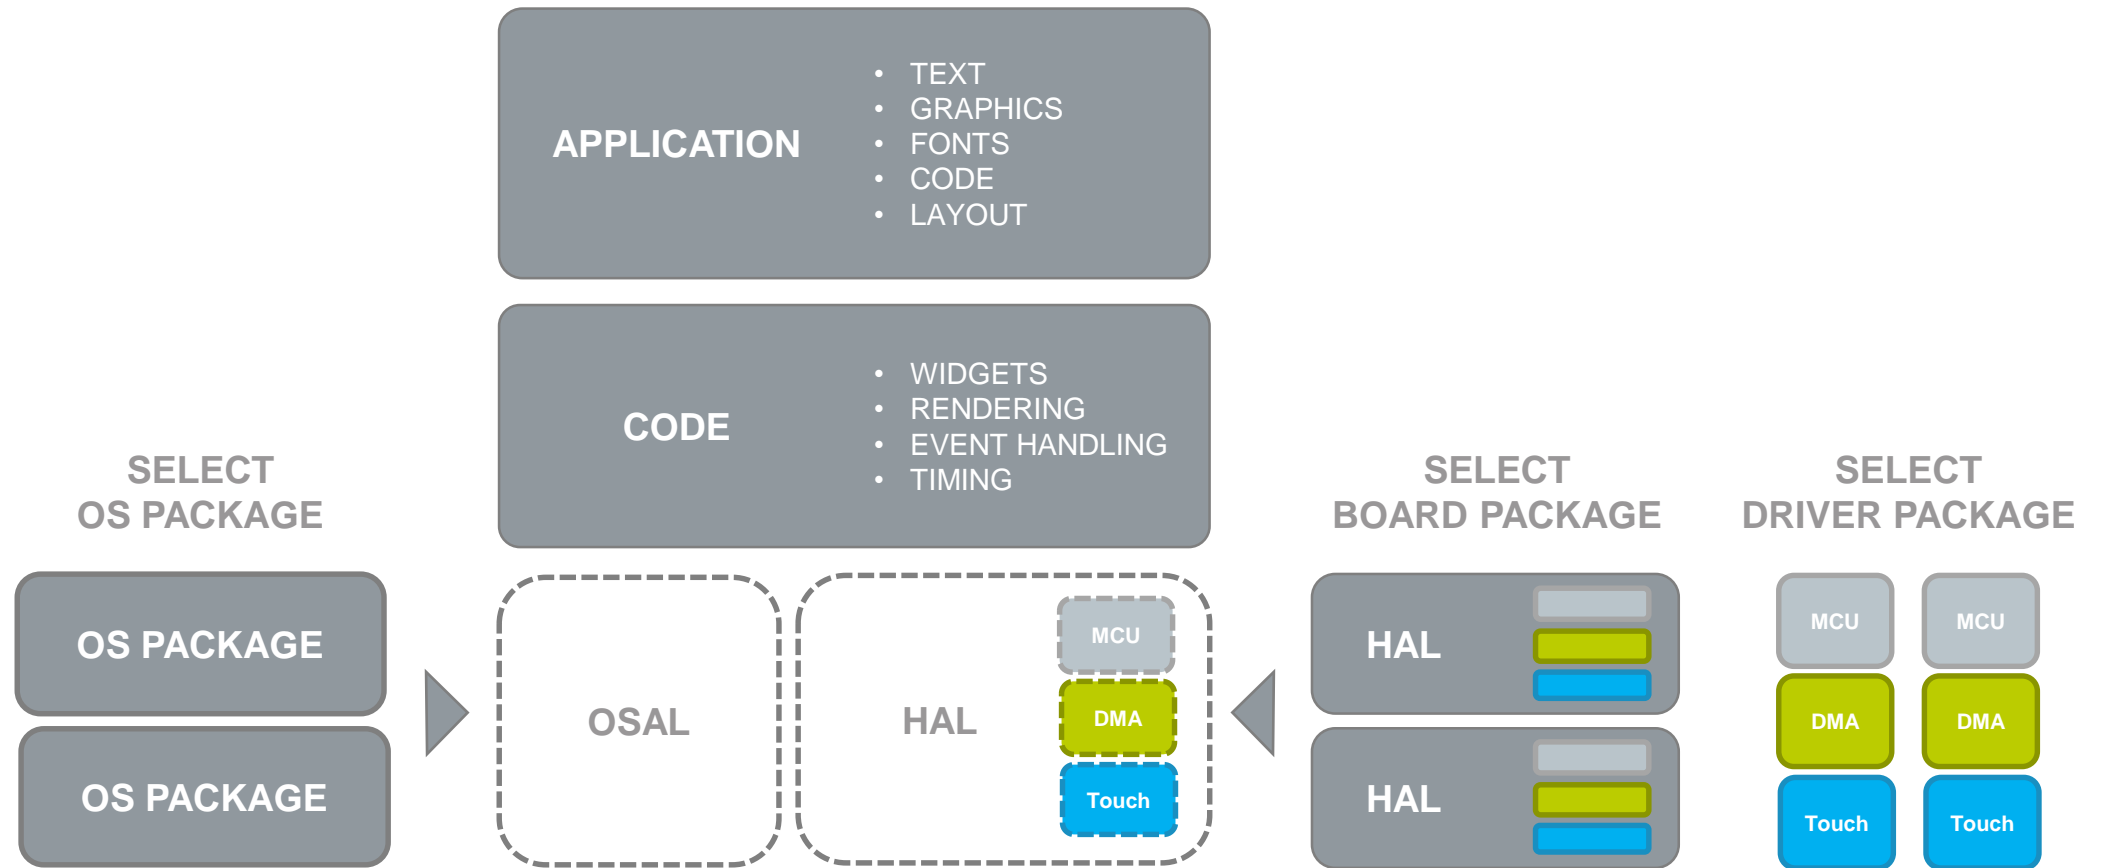 APPLICATION
• TEXT
• GRAPHICS
• FONTS
• CODE
• LAYOUT
CODE
• WIDGETS
• RENDERING
• EVENT HANDLING
• TIMING
SELECT
OS PACKAGE
OS PACKAGE
OS PACKAGE
OSAL
HAL
MCU
DMA
Touch
SELECT
BOARD PACKAGE
HAL
HAL
SELECT
DRIVER PACKAGE
MCU
MCU
DMA
DMA
Touch
Touch